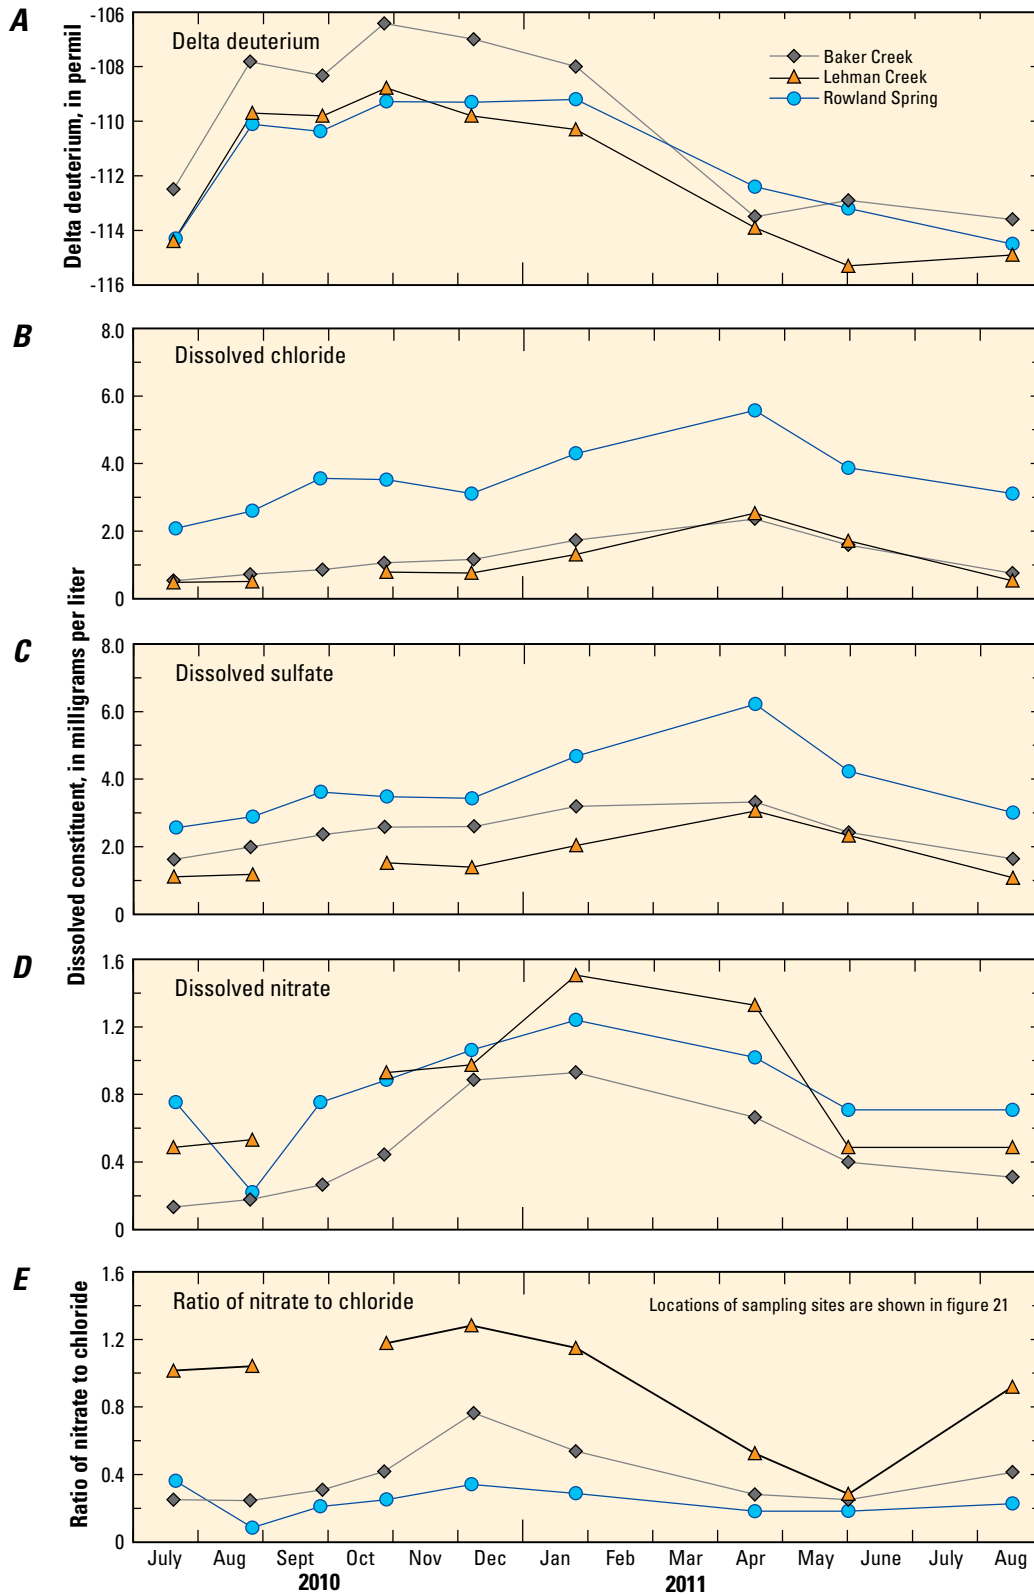 A
Delta deuterium
Baker Creek
Lehman Creek
Rowland Spring
Delta deuterium, in permil
-106
-108
-110
-112
-114
-116
B
Dissolved chloride
8.0
6.0
4.0
2.0
0
Dissolved constituent, in milligrams per liter
C
Dissolved sulfate
8.0
6.0
4.0
2.0
0
D
Dissolved nitrate
1.6
1.2
0.8
0.4
0
E
Ratio of nitrate to chloride
Locations of sampling sites are shown in figure 21
Ratio of nitrate to chloride
1.6
1.2
0.8
0.4
0
July Aug Sept Oct Nov Dec Jan Feb Mar Apr May June July Aug
2010 2011